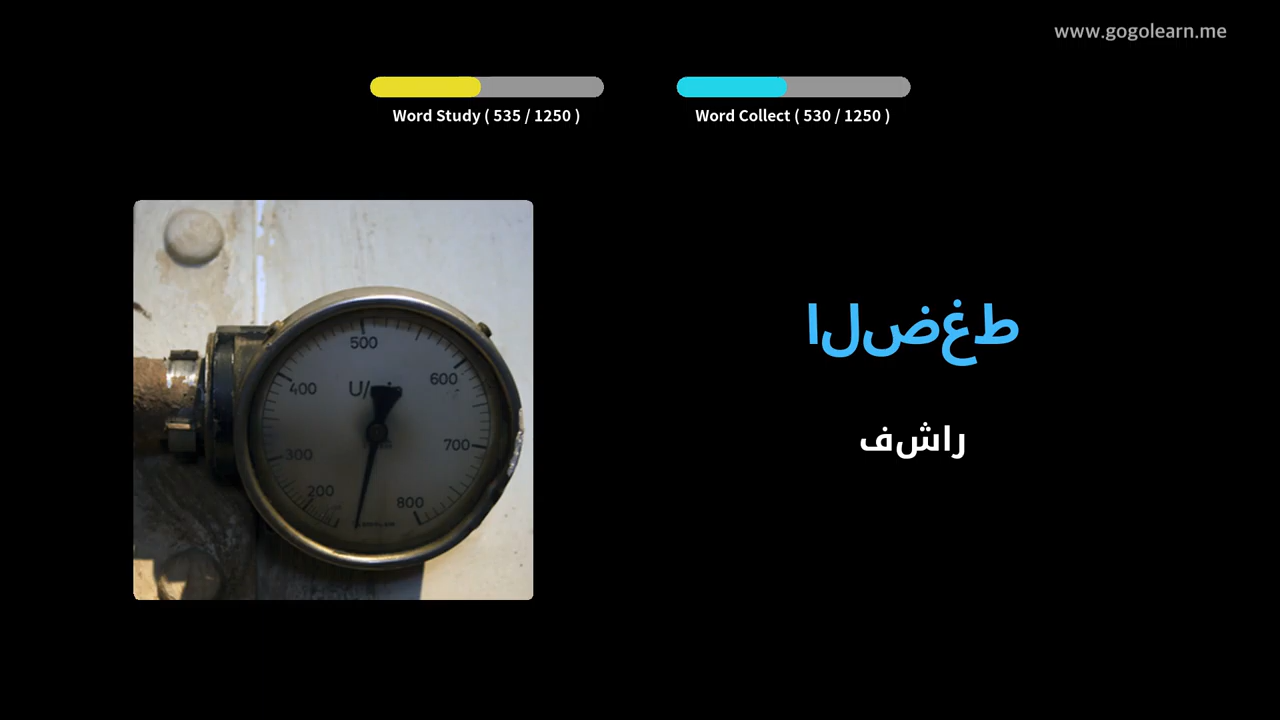 www.gogolearn.me
Word Study ( 535 / 1250 )
Word Collect ( 530 / 1250 )
الضغط
فشار
500
400
600
U/min
300
700
200
800